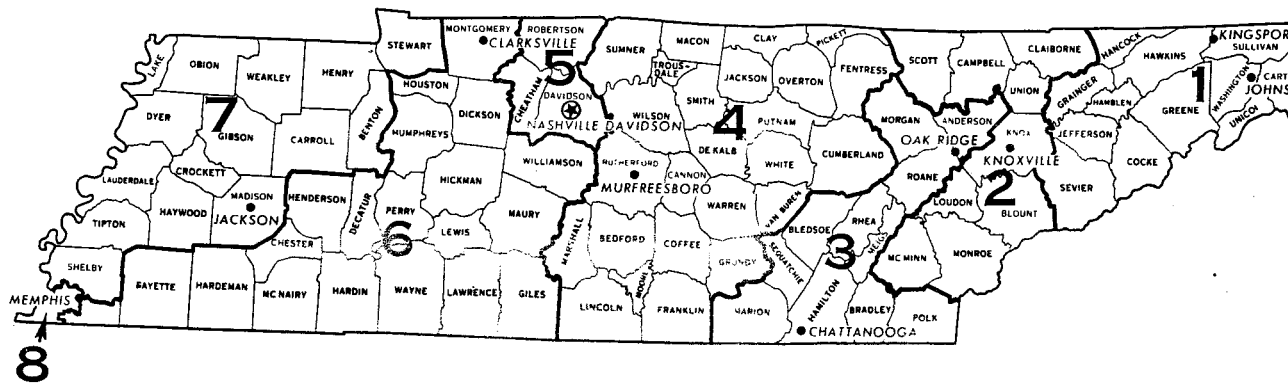 STEWART
MONTGOMERY
CLARKSVILLE
ROBERTSON
SUMNER
MACON
CLAY
PICKETT
SCOTT
CAMPBELL
CLAIBORNE
HANCOCK
HAWKINS
KINGSPOR
SULLIVAN
LAKE
OBION
WEAKLEY
HENRY
HOUSTON
5
TROUS-
DALE
JACKSON
OVERTON
FENTRESS
UNION
GRAINGER
HAMBLEN
GREENE
1
WASHINGTON
CART
JOHNS
UNICOI
DYER
7
GIBSON
CARROLL
BENTON
HUMPHREYS
DICKSON
CHEATHAM
DAVIDSON
NASHVILLE DAVIDSON
WILSON
SMITH
4
PUTNAM
DE KALB
WHITE
CUMBERLAND
MORGAN
ANDERSON
OAK RIDGE
ROANE
KNOX
KNOXVILLE
2
JEFFERSON
COCKE
SEVIER
LAUDERDALE
CROCKETT
MADISON
JACKSON
HENDERSON
DECATUR
PERRY
HICKMAN
WILLIAMSON
RUTHERFORD
MURFREESBORO
CANNON
WARREN
VAN BUREN
BLEDSOE
RHEA
MEIGS
LOUDON
BLOUNT
TIPTON
HAYWOOD
CHESTER
6
LEWIS
MAURY
MARSHALL
BEDFORD
COFFEE
GRUNDY
SEQUATCHIE
3
MC MINN
MONROE
SHELBY
MEMPHIS
FAYETTE
HARDEMAN
MC NAIRY
HARDIN
WAYNE
LAWRENCE
GILES
LINCOLN
MOORE
FRANKLIN
MARION
HAMILTON
BRADLEY
POLK
CHATTANOOGA
8